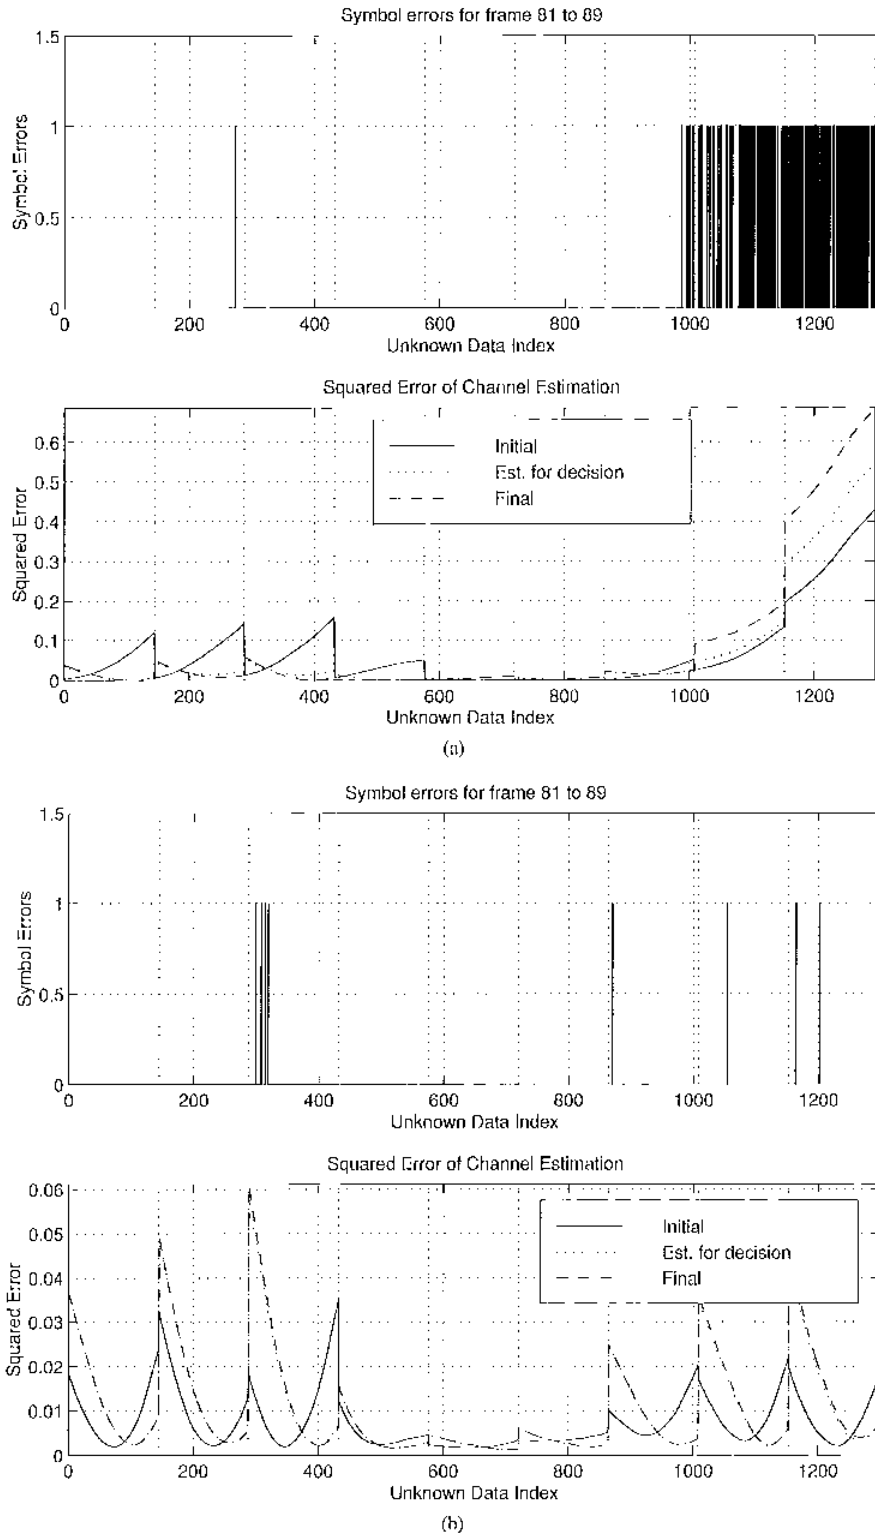 Symbol errors for frame 81 to 89
1.5
1
0.5
0
Symbol Errors
0 200 400 600 800 1000 1200
Unknown Data Index
Squared Error of Channel Estimation
0.6
0.5
0.4
0.3
0.2
0.1
0
Squared Error
Initial
Est. for decision
Final
0 200 400 600 800 1000 1200
Unknown Data Index
(a)
Symbol errors for frame 81 to 89
1.5
1
0.5
0
Symbol Errors
0 200 400 600 800 1000 1200
Unknown Data Index
Squared Error of Channel Estimation
0.06
0.05
0.04
0.03
0.02
0.01
0
Squared Error
Initial
Est. for decision
Final
0 200 400 600 800 1000 1200
Unknown Data Index
(b)